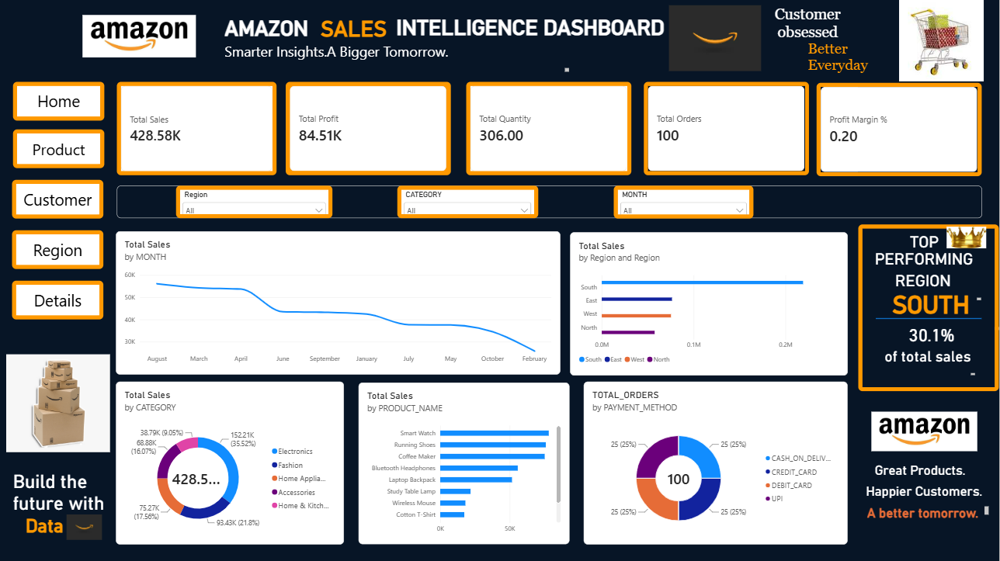 amazon
AMAZON SALES INTELLIGENCE DASHBOARD
Smarter Insights.A Bigger Tomorrow.
Customer
obsessed
Better
Everyday
Home
Product
Customer
Region
Details
Total Sales
428.58K
Total Profit
84.51K
Total Quantity
306.00
Total Orders
100
Profit Margin %
0.20
Region
All
CATEGORY
All
MONTH
All
Total Sales
by MONTH
60K
50K
40K
30K
August March April June September January July May October February
Total Sales
by Region and Region
South
East
West
North
0.0M 0.1M 0.2M
South East West North
TOP
PERFORMING
REGION
SOUTH
30.1%
of total sales
Total Sales
by CATEGORY
38.79K (9.05%)
68.88K
(16.07%)
75.27K
(17.56%)
152.21K
(35.52%)
93.43K (21.8%)
428.5...
Electronics
Fashion
Home Applia...
Accessories
Home & Kitch...
Total Sales
by PRODUCT_NAME
Smart Watch
Running Shoes
Coffee Maker
Bluetooth Headphones
Laptop Backpack
Study Table Lamp
Wireless Mouse
Cotton T-Shirt
0K 50K
TOTAL_ORDERS
by PAYMENT_METHOD
25 (25%)
25 (25%)
25 (25%)
25 (25%)
100
CASH_ON_DELIV...
CREDIT_CARD
DEBIT_CARD
UPI
Build the
future with
Data
amazon
Great Products.
Happier Customers.
A better tomorrow.